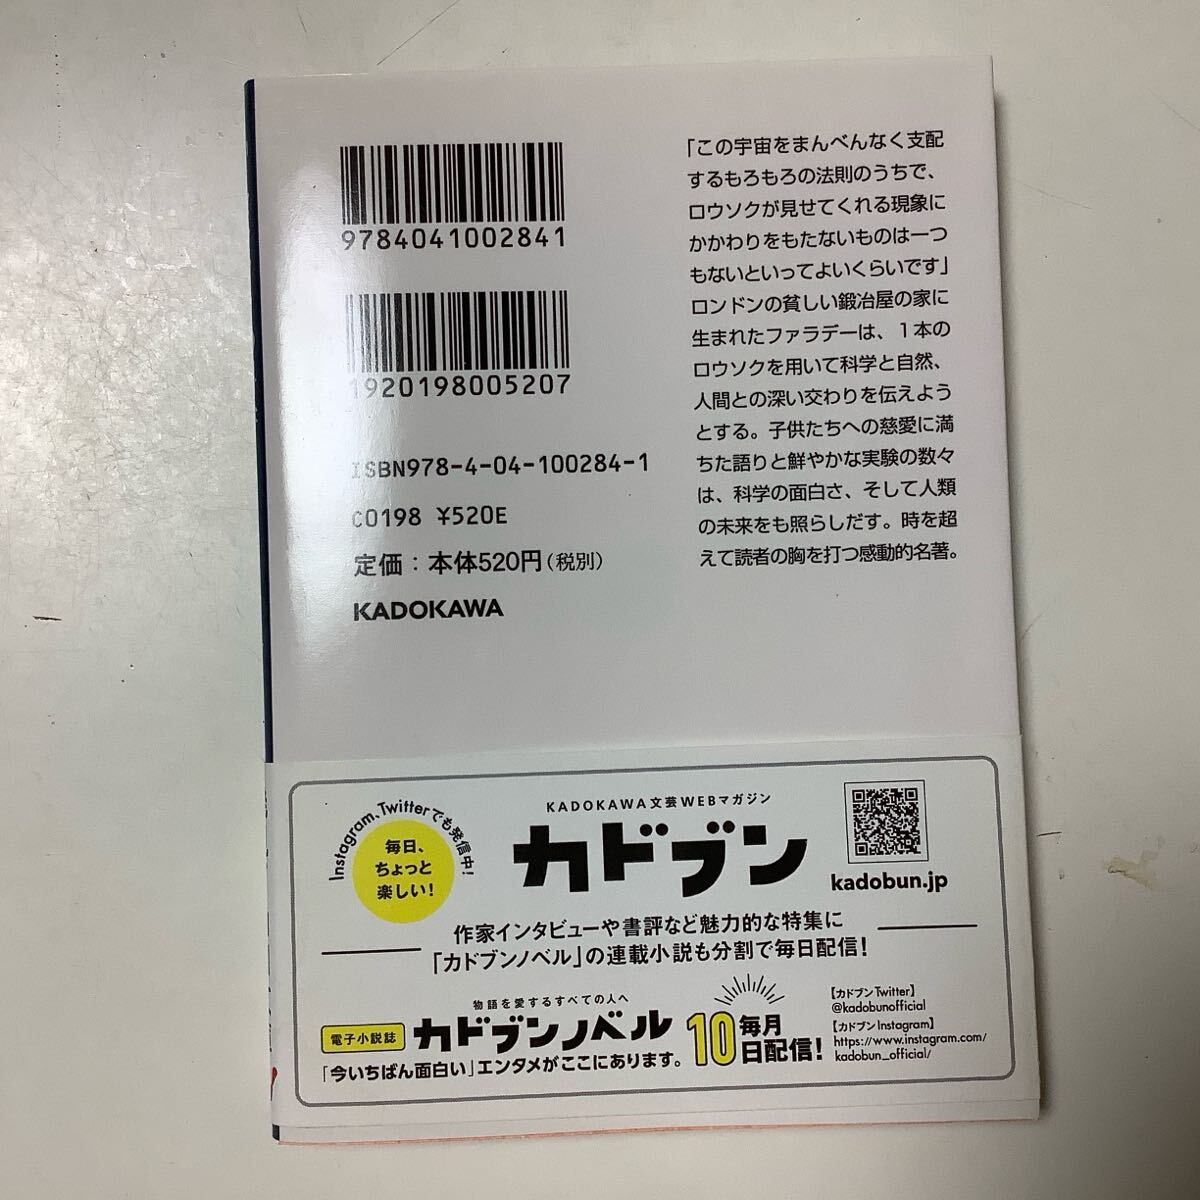 9784041002841
1920198005207
ISBN978-4-04-100284-1
C0198 ¥520E
定価：本体520円（税別）
KADOKAWA
「この宇宙をまんべんなく支配
するもろもろの法則のうちで、
ロウソクが見せてくれる現象に
かかわりをもたないものは一つ
もないといってよいくらいです」
ロンドンの貧しい鍛冶屋の家に
生まれたファラデーは、１本の
ロウソクを用いて科学と自然、
人間との深い交わりを伝えよう
とする。子供たちへの慈愛に満
ちた語りと鮮やかな実験の数々
は、科学の面白さ、そして人類
の未来をも照らしだす。時を超
えて読者の胸を打つ感動的名著。
Instagram、Twitterでも発信中！
毎日、
ちょっと
楽しい！
KADOKAWA文芸WEBマガジン
カドブン
kadobun.jp
作家インタビューや書評など魅力的な特集に
「カドブンノベル」の連載小説も分割で毎日配信！
物語を愛するすべての人へ
電子小説誌
カドブンノベル
毎月
10日配信！
「今いちばん面白い」エンタメがここにあります。
【カドブンTwitter】
@kadobunofficial
【カドブンInstagram】
https://www.instagram.com/
kadobun_official/